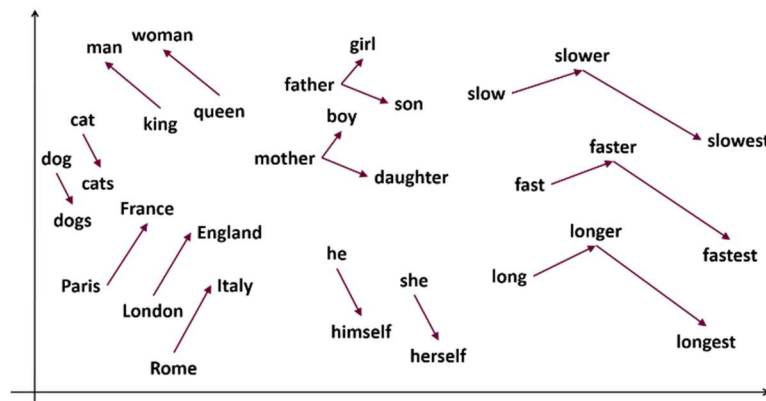 man
woman
king
queen
cat
cats
dog
dogs
France
Paris
England
London
Italy
Rome
girl
father
son
boy
mother
daughter
he
himself
she
herself
slow
slower
slowest
fast
faster
fastest
long
longer
longest